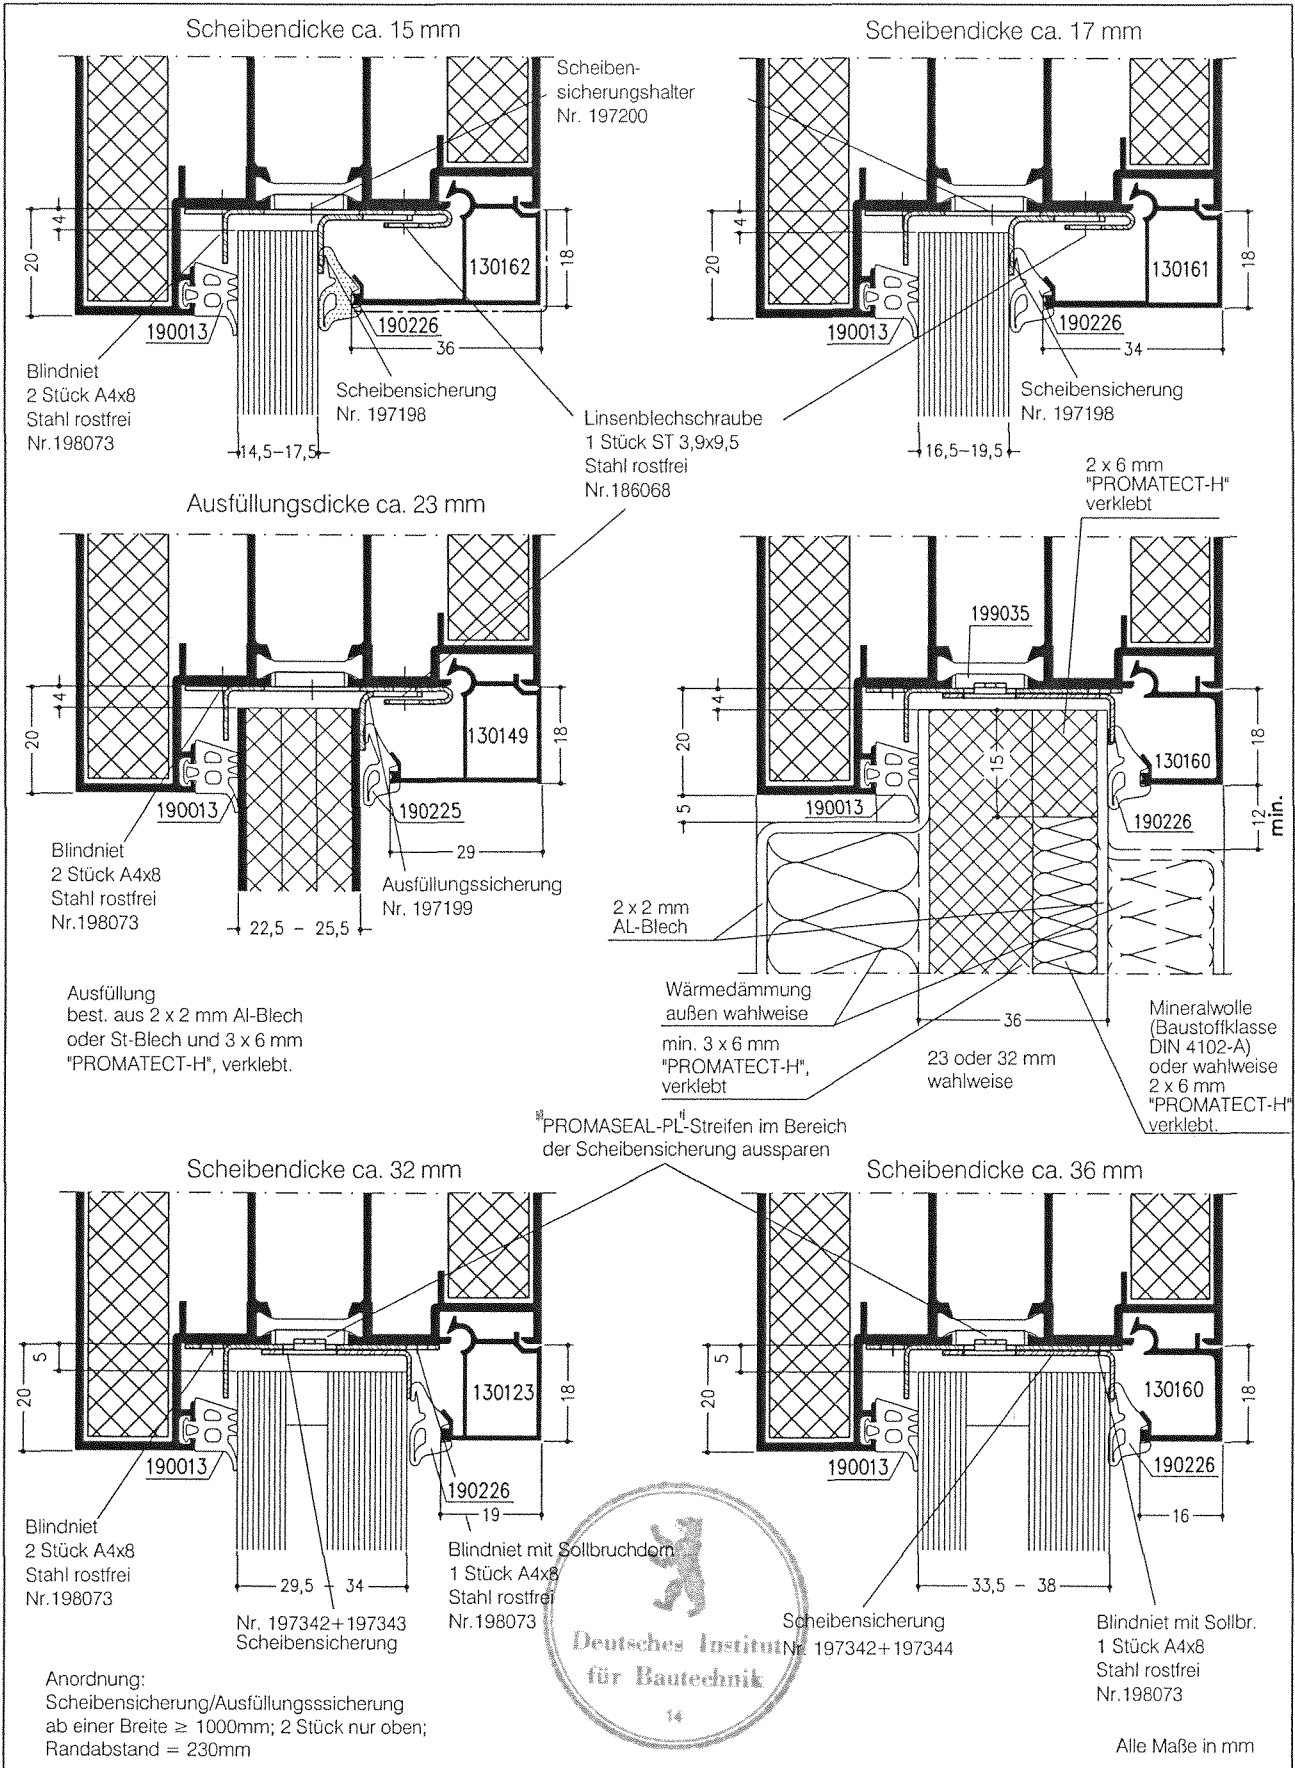 Scheibendicke ca. 15 mm
Scheibendicke ca. 17 mm
Scheiben-
sicherungshalter
Nr. 197200
4
20
130162
18
190013
190226
36
Blindniet
2 Stück A4x8
Stahl rostfrei
Nr.198073
Scheibensicherung
Nr. 197198
14,5-17,5
4
20
130161
18
190013
190226
34
Scheibensicherung
Nr. 197198
16,5-19,5
Linsenblechschraube
1 Stück ST 3,9x9,5
Stahl rostfrei
Nr.186068
2 x 6 mm
"PROMATECT-H"
verklebt
Ausfüllungsdicke ca. 23 mm
4
20
130149
18
190013
190225
29
Blindniet
2 Stück A4x8
Stahl rostfrei
Nr.198073
Ausfüllungssicherung
Nr. 197199
22,5 - 25,5
Ausfüllung
best. aus 2 x 2 mm Al-Blech
oder St-Blech und 3 x 6 mm
"PROMATECT-H", verklebt.
199035
4
20
15
130160
18
5
190013
190226
12
min.
2 x 2 mm
AL-Blech
Wärmedämmung
außen wahlweise
min. 3 x 6 mm
"PROMATECT-H",
verklebt
36
23 oder 32 mm
wahlweise
Mineralwolle
(Baustoffklasse
DIN 4102-A)
oder wahlweise
2 x 6 mm
"PROMATECT-H"
verklebt.
"PROMASEAL-PL"-Streifen im Bereich
der Scheibensicherung aussparen
Scheibendicke ca. 32 mm
Scheibendicke ca. 36 mm
5
20
130123
18
190013
190226
19
Blindniet
2 Stück A4x8
Stahl rostfrei
Nr.198073
29,5 - 34
Nr. 197342+197343
Scheibensicherung
Blindniet mit Sollbruchdorn
1 Stück A4x8
Stahl rostfrei
Nr.198073
5
20
130160
18
190013
190226
16
33,5 - 38
Scheibensicherung
Nr. 197342+197344
Blindniet mit Sollbr.
1 Stück A4x8
Stahl rostfrei
Nr.198073
Deutsches Institut
für Bautechnik
14
Anordnung:
Scheibensicherung/Ausfüllungsssicherung
ab einer Breite ≥ 1000mm; 2 Stück nur oben;
Randabstand = 230mm
Alle Maße in mm